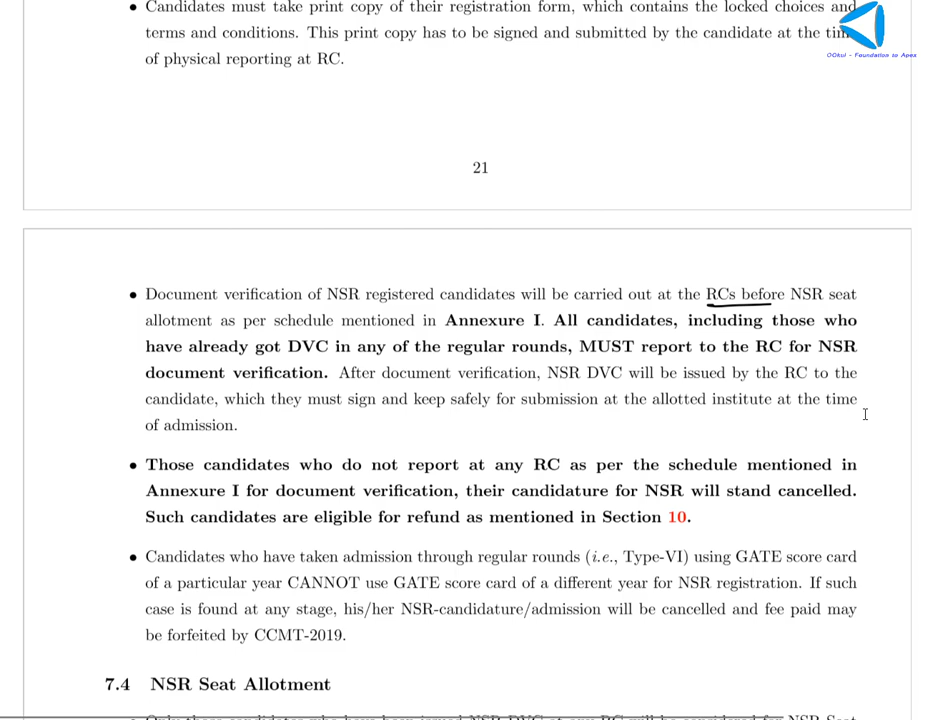 • Candidates must take print copy of their registration form, which contains the locked choices and
terms and conditions. This print copy has to be signed and submitted by the candidate at the tim
of physical reporting at RC.
OOkul - Foundation to Apex
21
• Document verification of NSR registered candidates will be carried out at the RCs before NSR seat
allotment as per schedule mentioned in Annexure I. All candidates, including those who
have already got DVC in any of the regular rounds, MUST report to the RC for NSR
document verification. After document verification, NSR DVC will be issued by the RC to the
candidate, which they must sign and keep safely for submission at the allotted institute at the time
of admission.
• Those candidates who do not report at any RC as per the schedule mentioned in
Annexure I for document verification, their candidature for NSR will stand cancelled.
Such candidates are eligible for refund as mentioned in Section 10.
• Candidates who have taken admission through regular rounds (i.e., Type-VI) using GATE score card
of a particular year CANNOT use GATE score card of a different year for NSR registration. If such
case is found at any stage, his/her NSR-candidature/admission will be cancelled and fee paid may
be forfeited by CCMT-2019.
7.4 NSR Seat Allotment